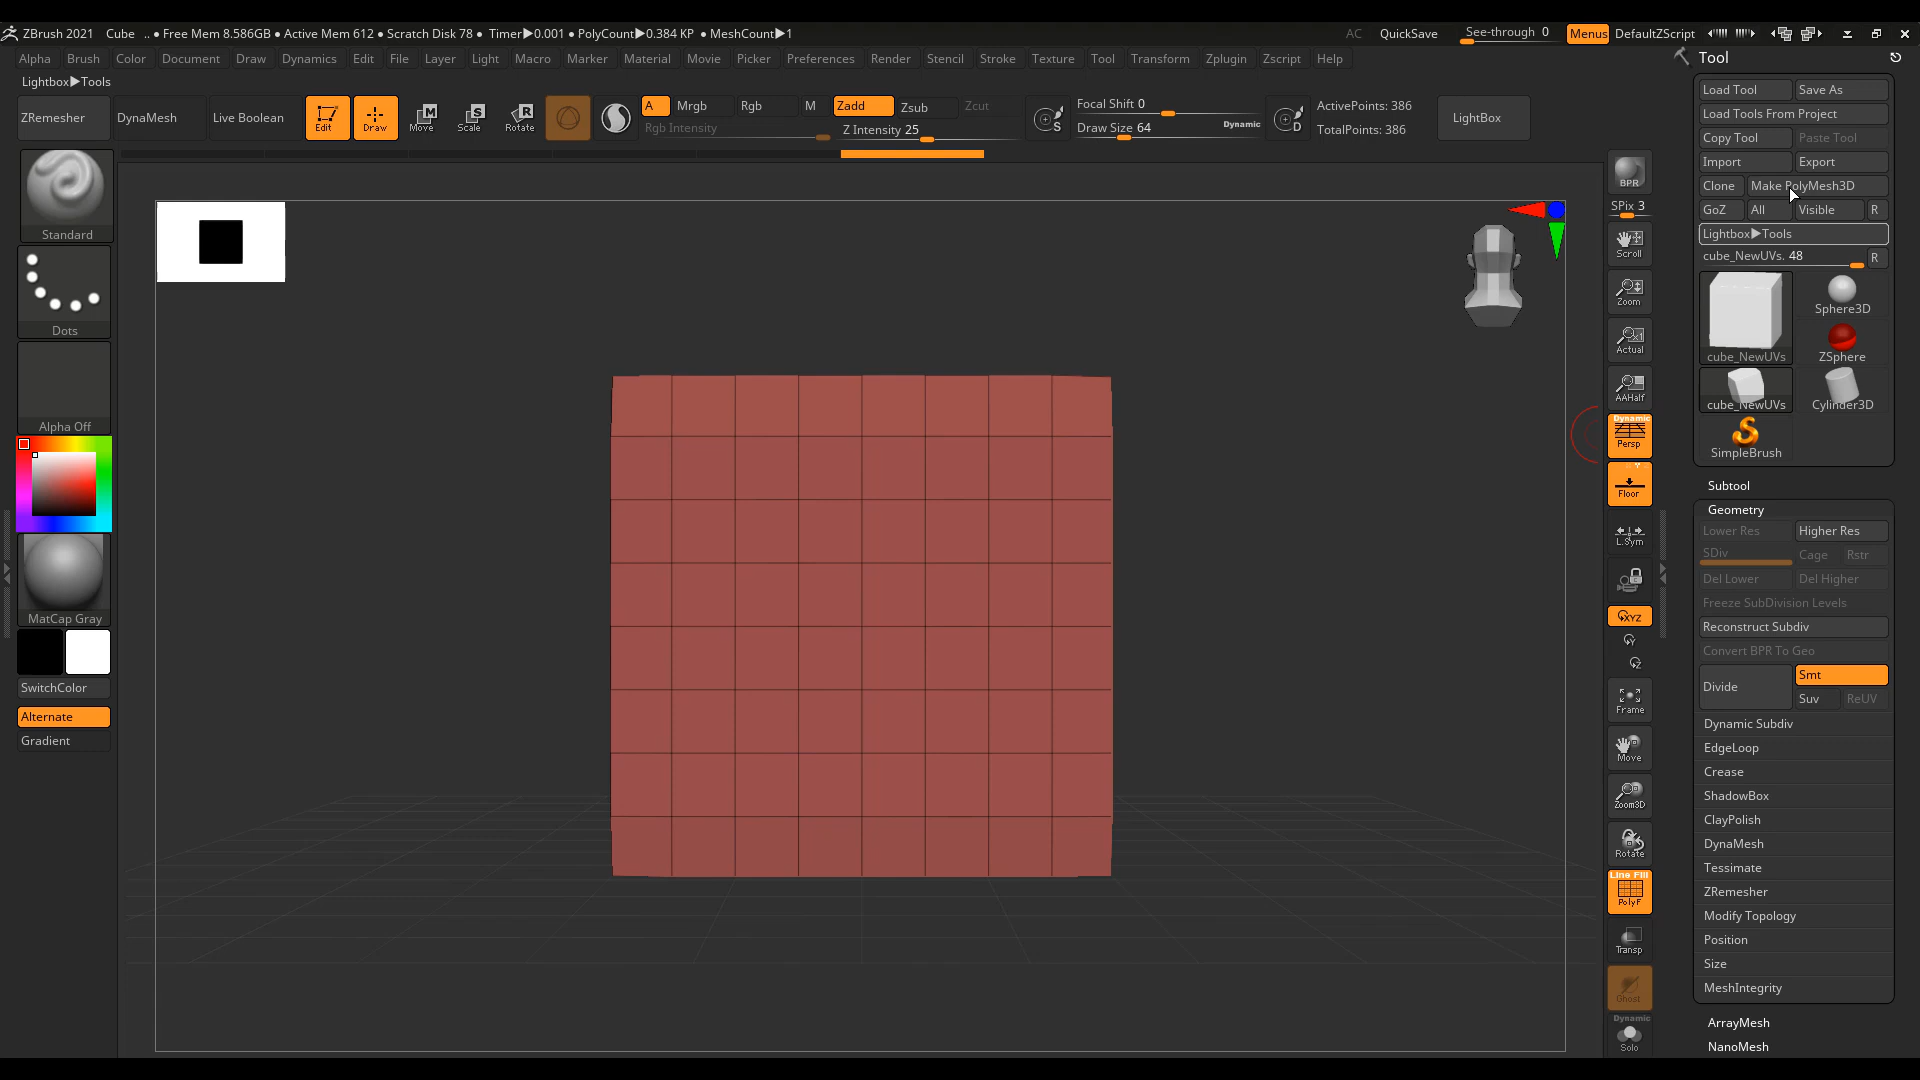 ZBrush 2021 Cube .. • Free Mem 8.586GB • Active Mem 612 • Scratch Disk 78 • Timer▶0.001 • PolyCount▶0.384 KP • MeshCount▶1 AC QuickSave See-through 0 Menus DefaultZScript
Alpha Brush Color Document Draw Dynamics Edit File Layer Light Macro Marker Material Movie Picker Preferences Render Stencil Stroke Texture Tool Transform Zplugin Zscript Help
Lightbox▶Tools
ZRemesher DynaMesh Live Boolean Edit Draw Move Scale Rotate
A Mrgb Rgb M Zadd Zsub Zcut
Rgb Intensity Z Intensity 25
S Focal Shift 0
Draw Size 64 Dynamic
D ActivePoints: 386
TotalPoints: 386
LightBox
Standard
Dots
Alpha Off
MatCap Gray
SwitchColor
Alternate
Gradient
BPR
SPix 3
Scroll
Zoom
Actual
AAHalf
Dynamic
Persp
Floor
L.Sym
XYZ
Y
Z
Frame
Move
Zoom3D
Rotate
Line Fill
PolyF
Transp
Ghost
Dynamic
Solo
Tool
Load Tool Save As
Load Tools From Project
Copy Tool Paste Tool
Import Export
Clone Make PolyMesh3D
GoZ All Visible R
Lightbox▶Tools
cube_NewUVs. 48 R
cube_NewUVs Sphere3D
ZSphere
cube_NewUVs Cylinder3D
SimpleBrush
Subtool
Geometry
Lower Res Higher Res
SDiv Cage Rstr
Del Lower Del Higher
Freeze SubDivision Levels
Reconstruct Subdiv
Convert BPR To Geo
Divide Smt
Suv ReUV
Dynamic Subdiv
EdgeLoop
Crease
ShadowBox
ClayPolish
DynaMesh
Tessimate
ZRemesher
Modify Topology
Position
Size
MeshIntegrity
ArrayMesh
NanoMesh